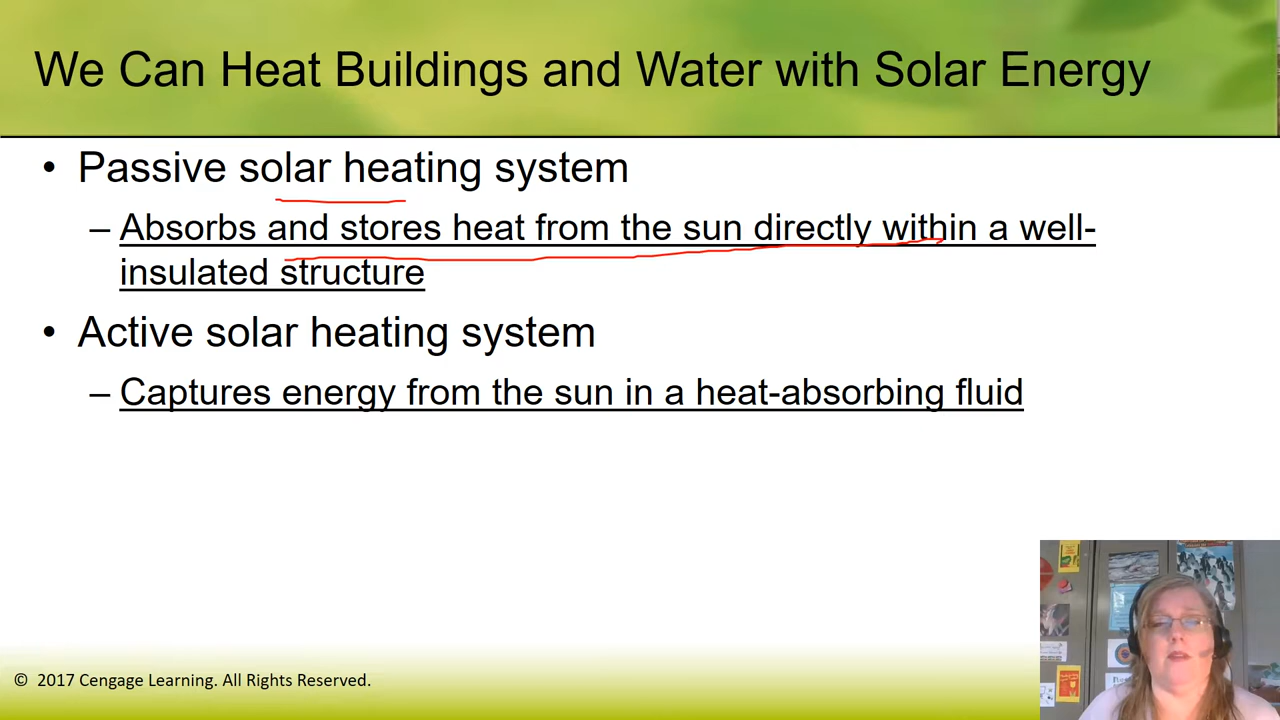 We Can Heat Buildings and Water with Solar Energy
• Passive solar heating system
– Absorbs and stores heat from the sun directly within a well-
insulated structure
• Active solar heating system
– Captures energy from the sun in a heat-absorbing fluid
© 2017 Cengage Learning. All Rights Reserved.